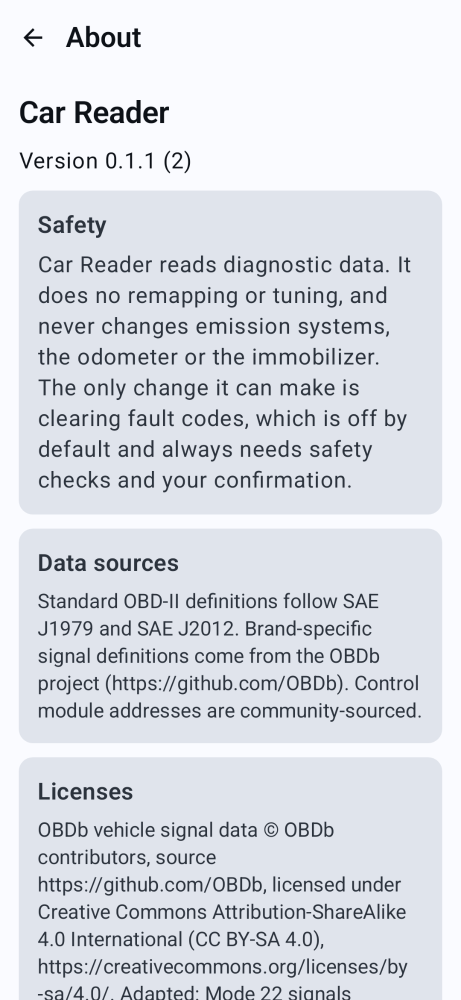 About
Car Reader
Version 0.1.1 (2)
Safety
Car Reader reads diagnostic data. It
does no remapping or tuning, and
never changes emission systems,
the odometer or the immobilizer.
The only change it can make is
clearing fault codes, which is off by
default and always needs safety
checks and your confirmation.
Data sources
Standard OBD-II definitions follow SAE
J1979 and SAE J2012. Brand-specific
signal definitions come from the OBDb
project (https://github.com/OBDb). Control
module addresses are community-sourced.
Licenses
OBDb vehicle signal data © OBDb
contributors, source
https://github.com/OBDb, licensed under
Creative Commons Attribution-ShareAlike
4.0 International (CC BY-SA 4.0),
https://creativecommons.org/licenses/by
-sa/4.0/. Adapted: Mode 22 signals